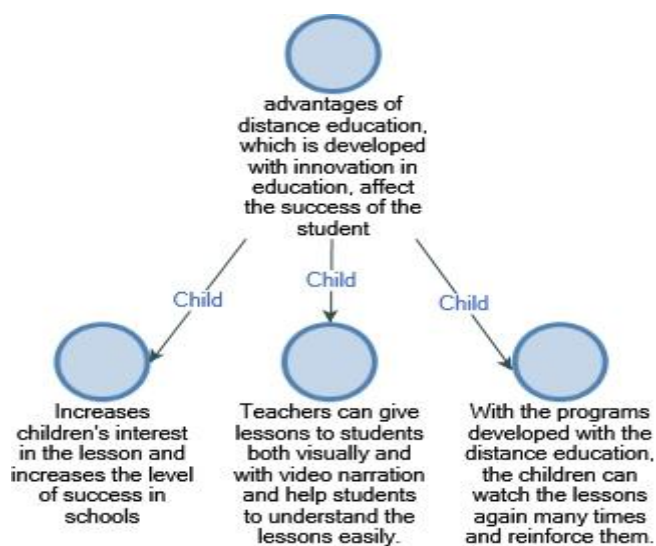 advantages of
distance education,
which is developed
with innovation in
education, affect
the success of the
student
Child
Child
Child
Increases
children's interest
in the lesson and
increases the level
of success in
schools
Teachers can give
lessons to students
both visually and
with video narration
and help students
to understand the
lessons easily.
With the programs
developed with the
distance education,
the children can
watch the lessons
again many times
and reinforce them.